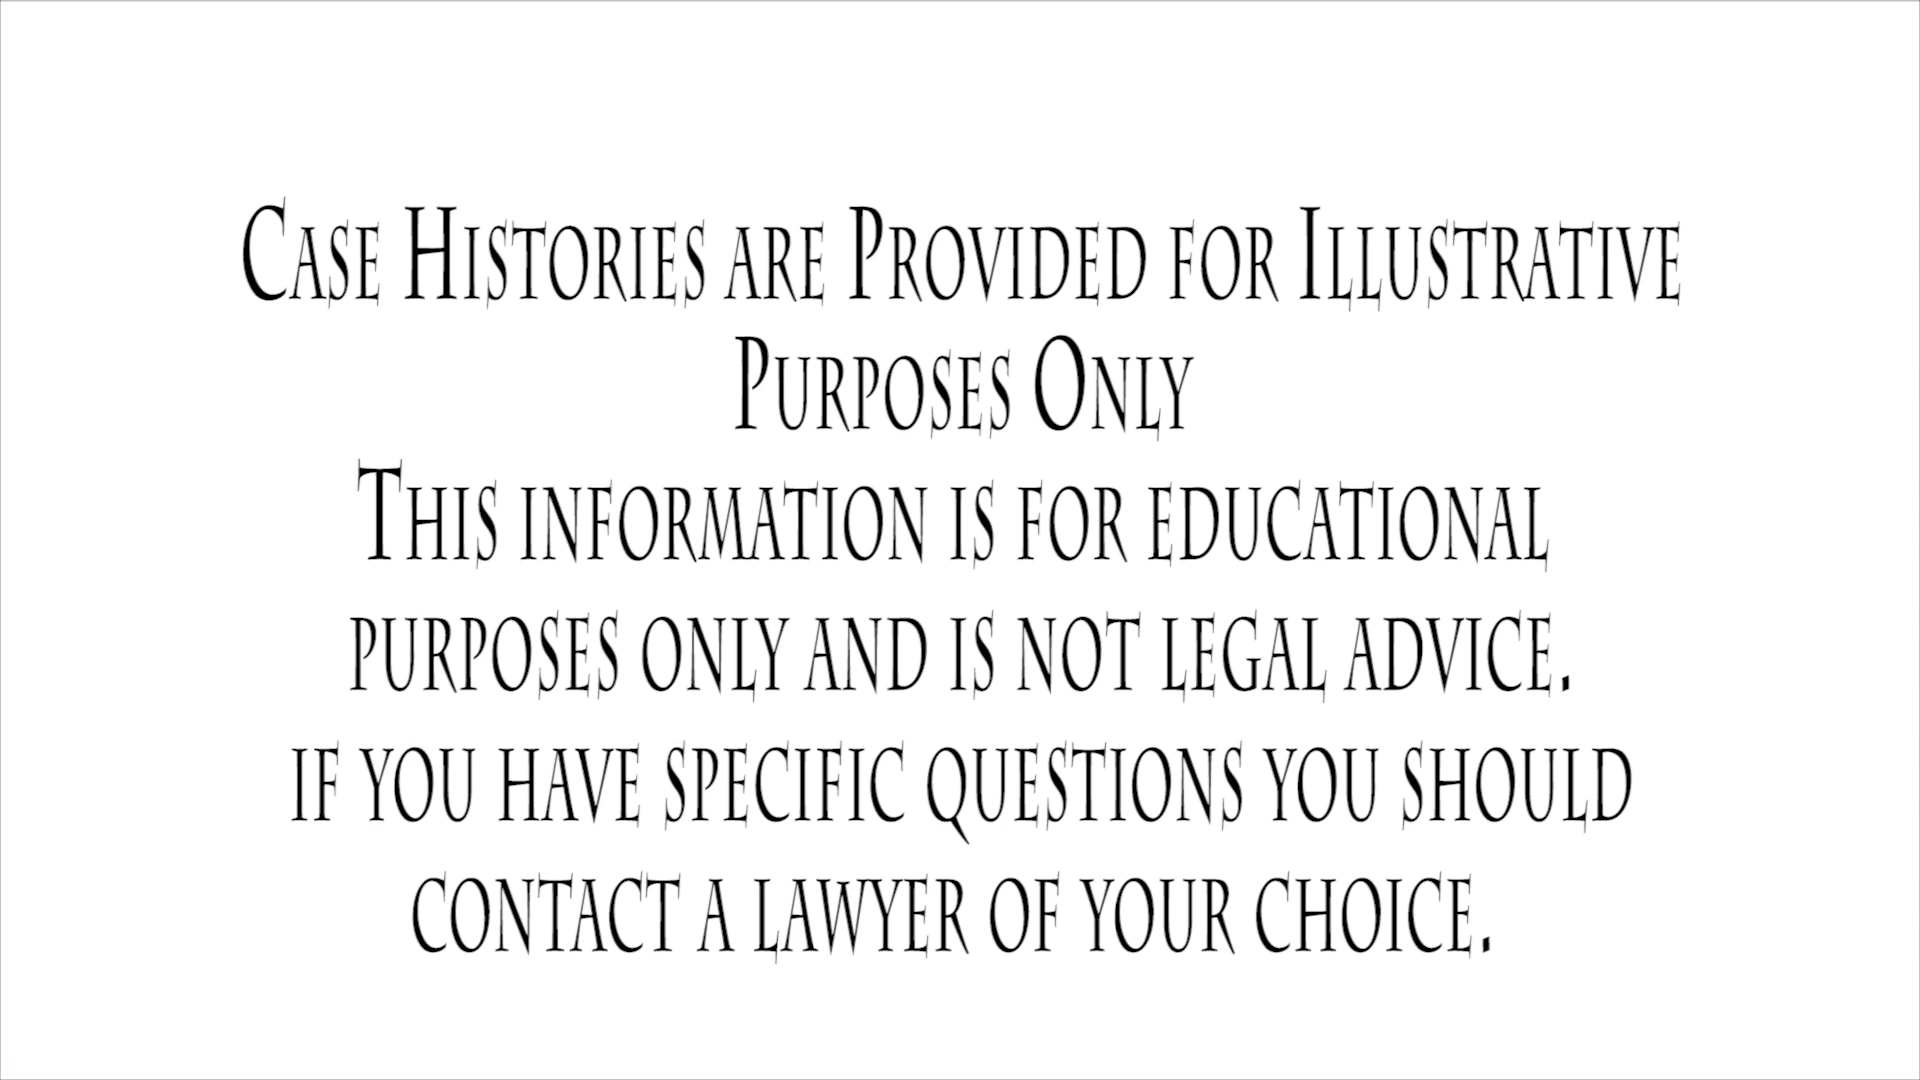 Case Histories are Provided for Illustrative
Purposes Only
This information is for educational
purposes only and is not legal advice.
if you have specific questions you should
contact a lawyer of your choice.